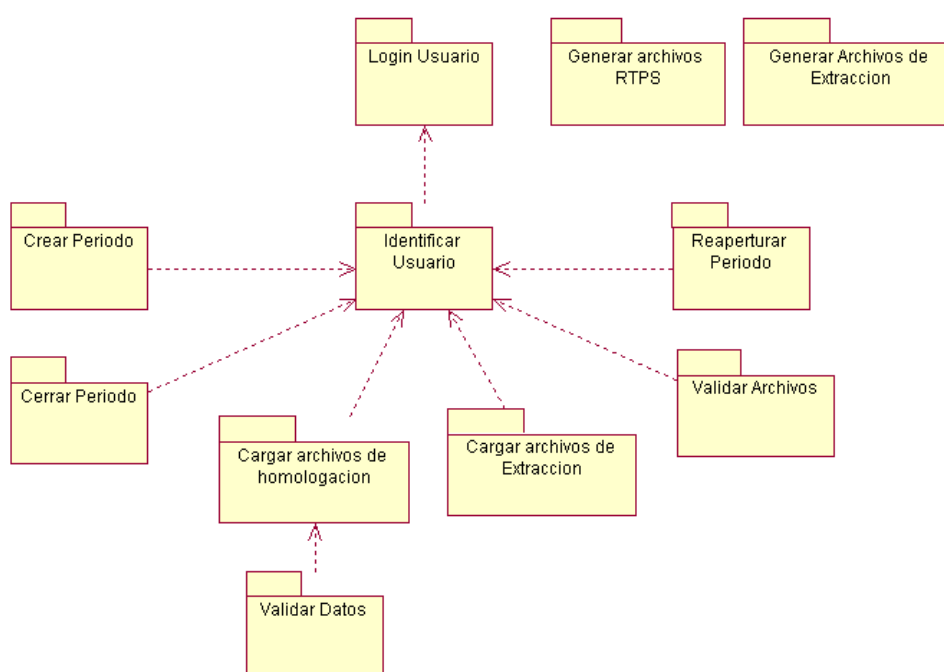 Login Usuario
Generar archivos
RTPS
Generar Archivos de
Extraccion
Crear Periodo
Identificar
Usuario
Reaperturar
Periodo
Cerrar Periodo
Validar Archivos
Cargar archivos de
homologacion
Cargar archivos de
Extraccion
Validar Datos